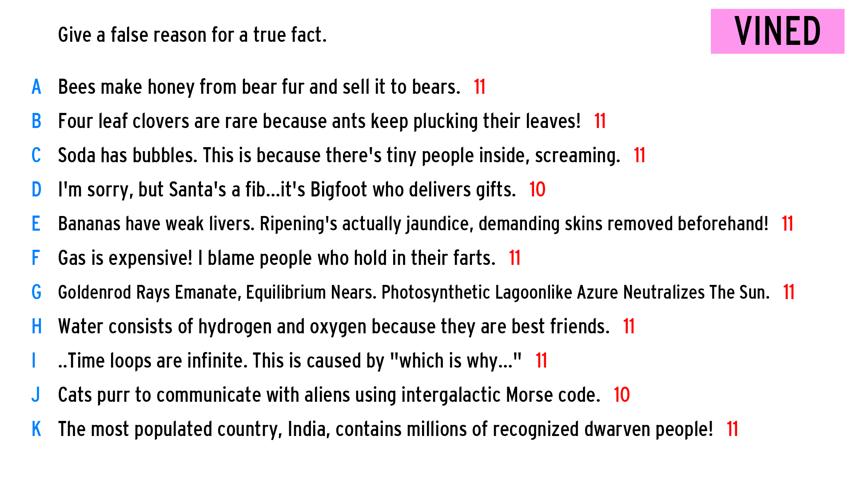 Give a false reason for a true fact.
VINED
A Bees make honey from bear fur and sell it to bears. 11
B Four leaf clovers are rare because ants keep plucking their leaves! 11
C Soda has bubbles. This is because there's tiny people inside, screaming. 11
D I'm sorry, but Santa's a fib...it's Bigfoot who delivers gifts. 10
E Bananas have weak livers. Ripening's actually jaundice, demanding skins removed beforehand! 11
F Gas is expensive! I blame people who hold in their farts. 11
G Goldenrod Rays Emanate, Equilibrium Nears. Photosynthetic Lagoonlike Azure Neutralizes The Sun. 11
H Water consists of hydrogen and oxygen because they are best friends. 11
I ..Time loops are infinite. This is caused by "which is why..." 11
J Cats purr to communicate with aliens using intergalactic Morse code. 10
K The most populated country, India, contains millions of recognized dwarven people! 11